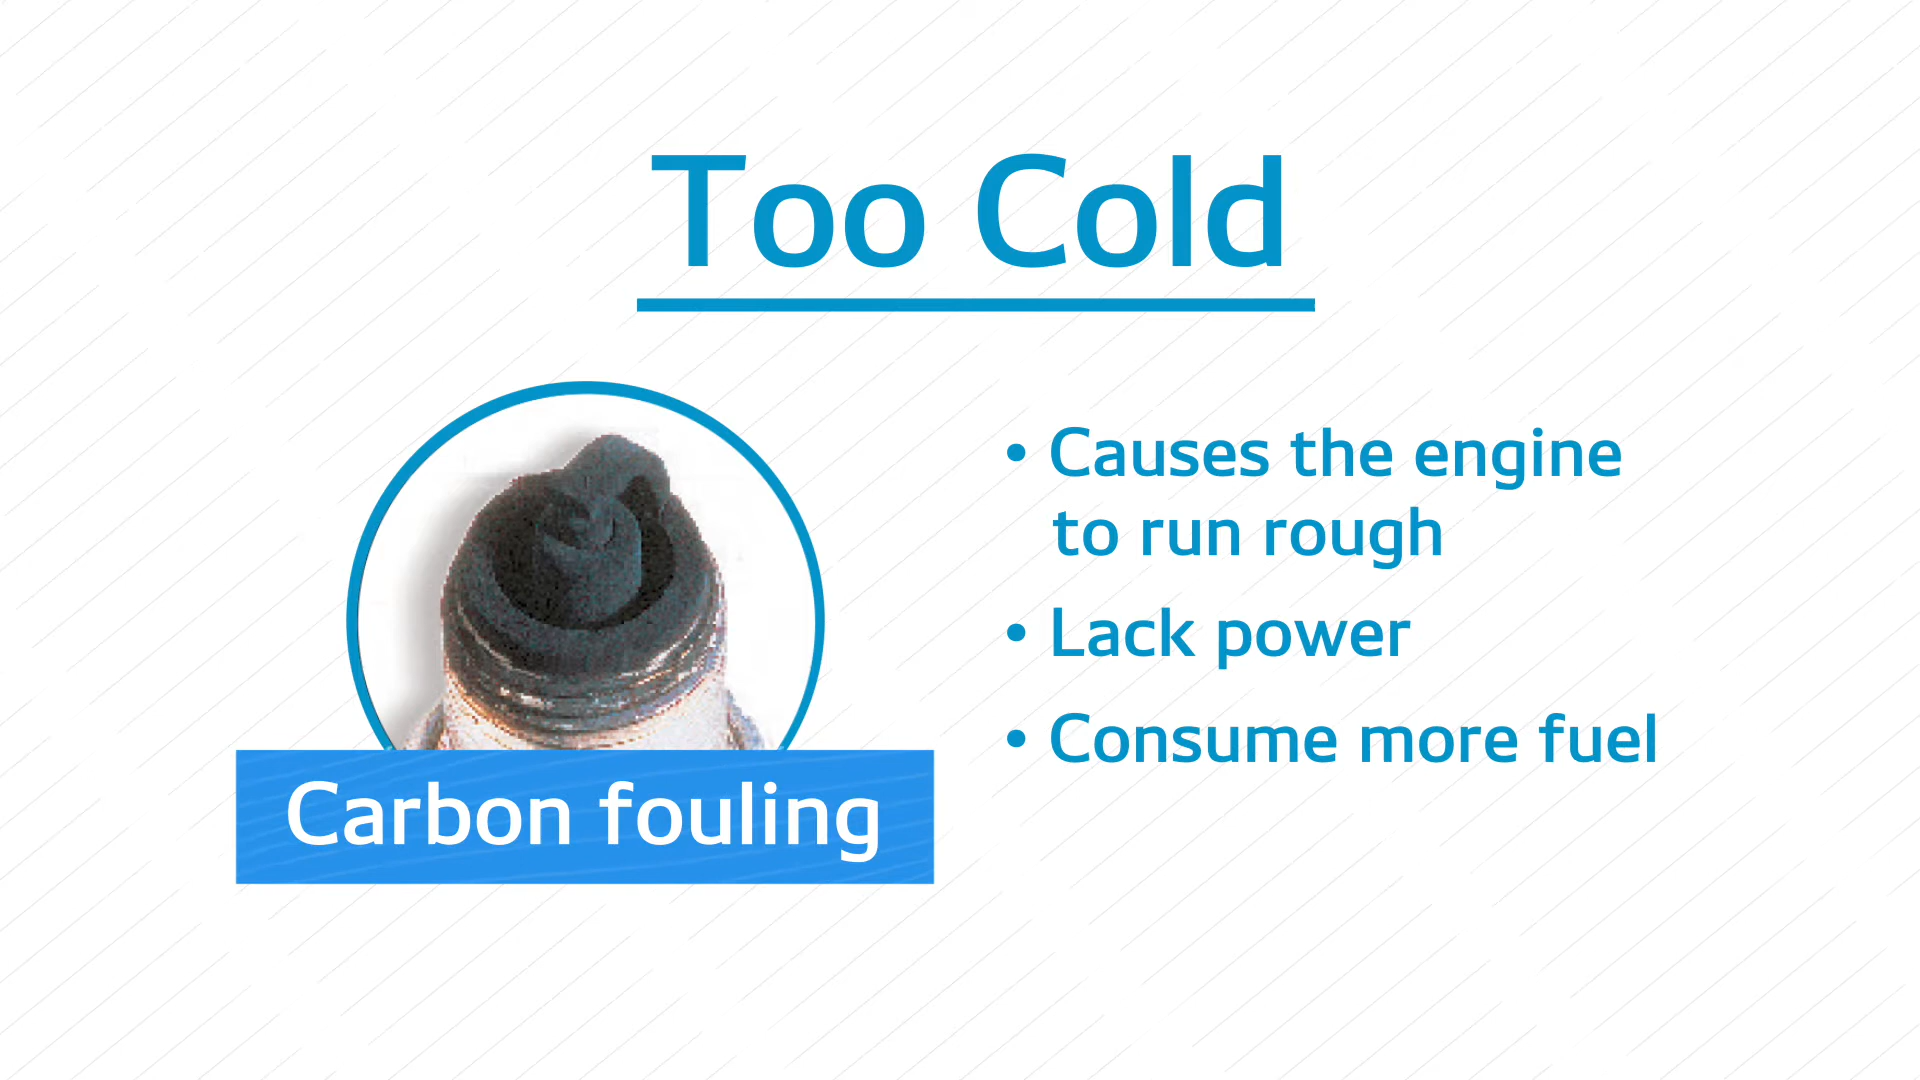 Too Cold
• Causes the engine
to run rough
• Lack power
• Consume more fuel
Carbon fouling